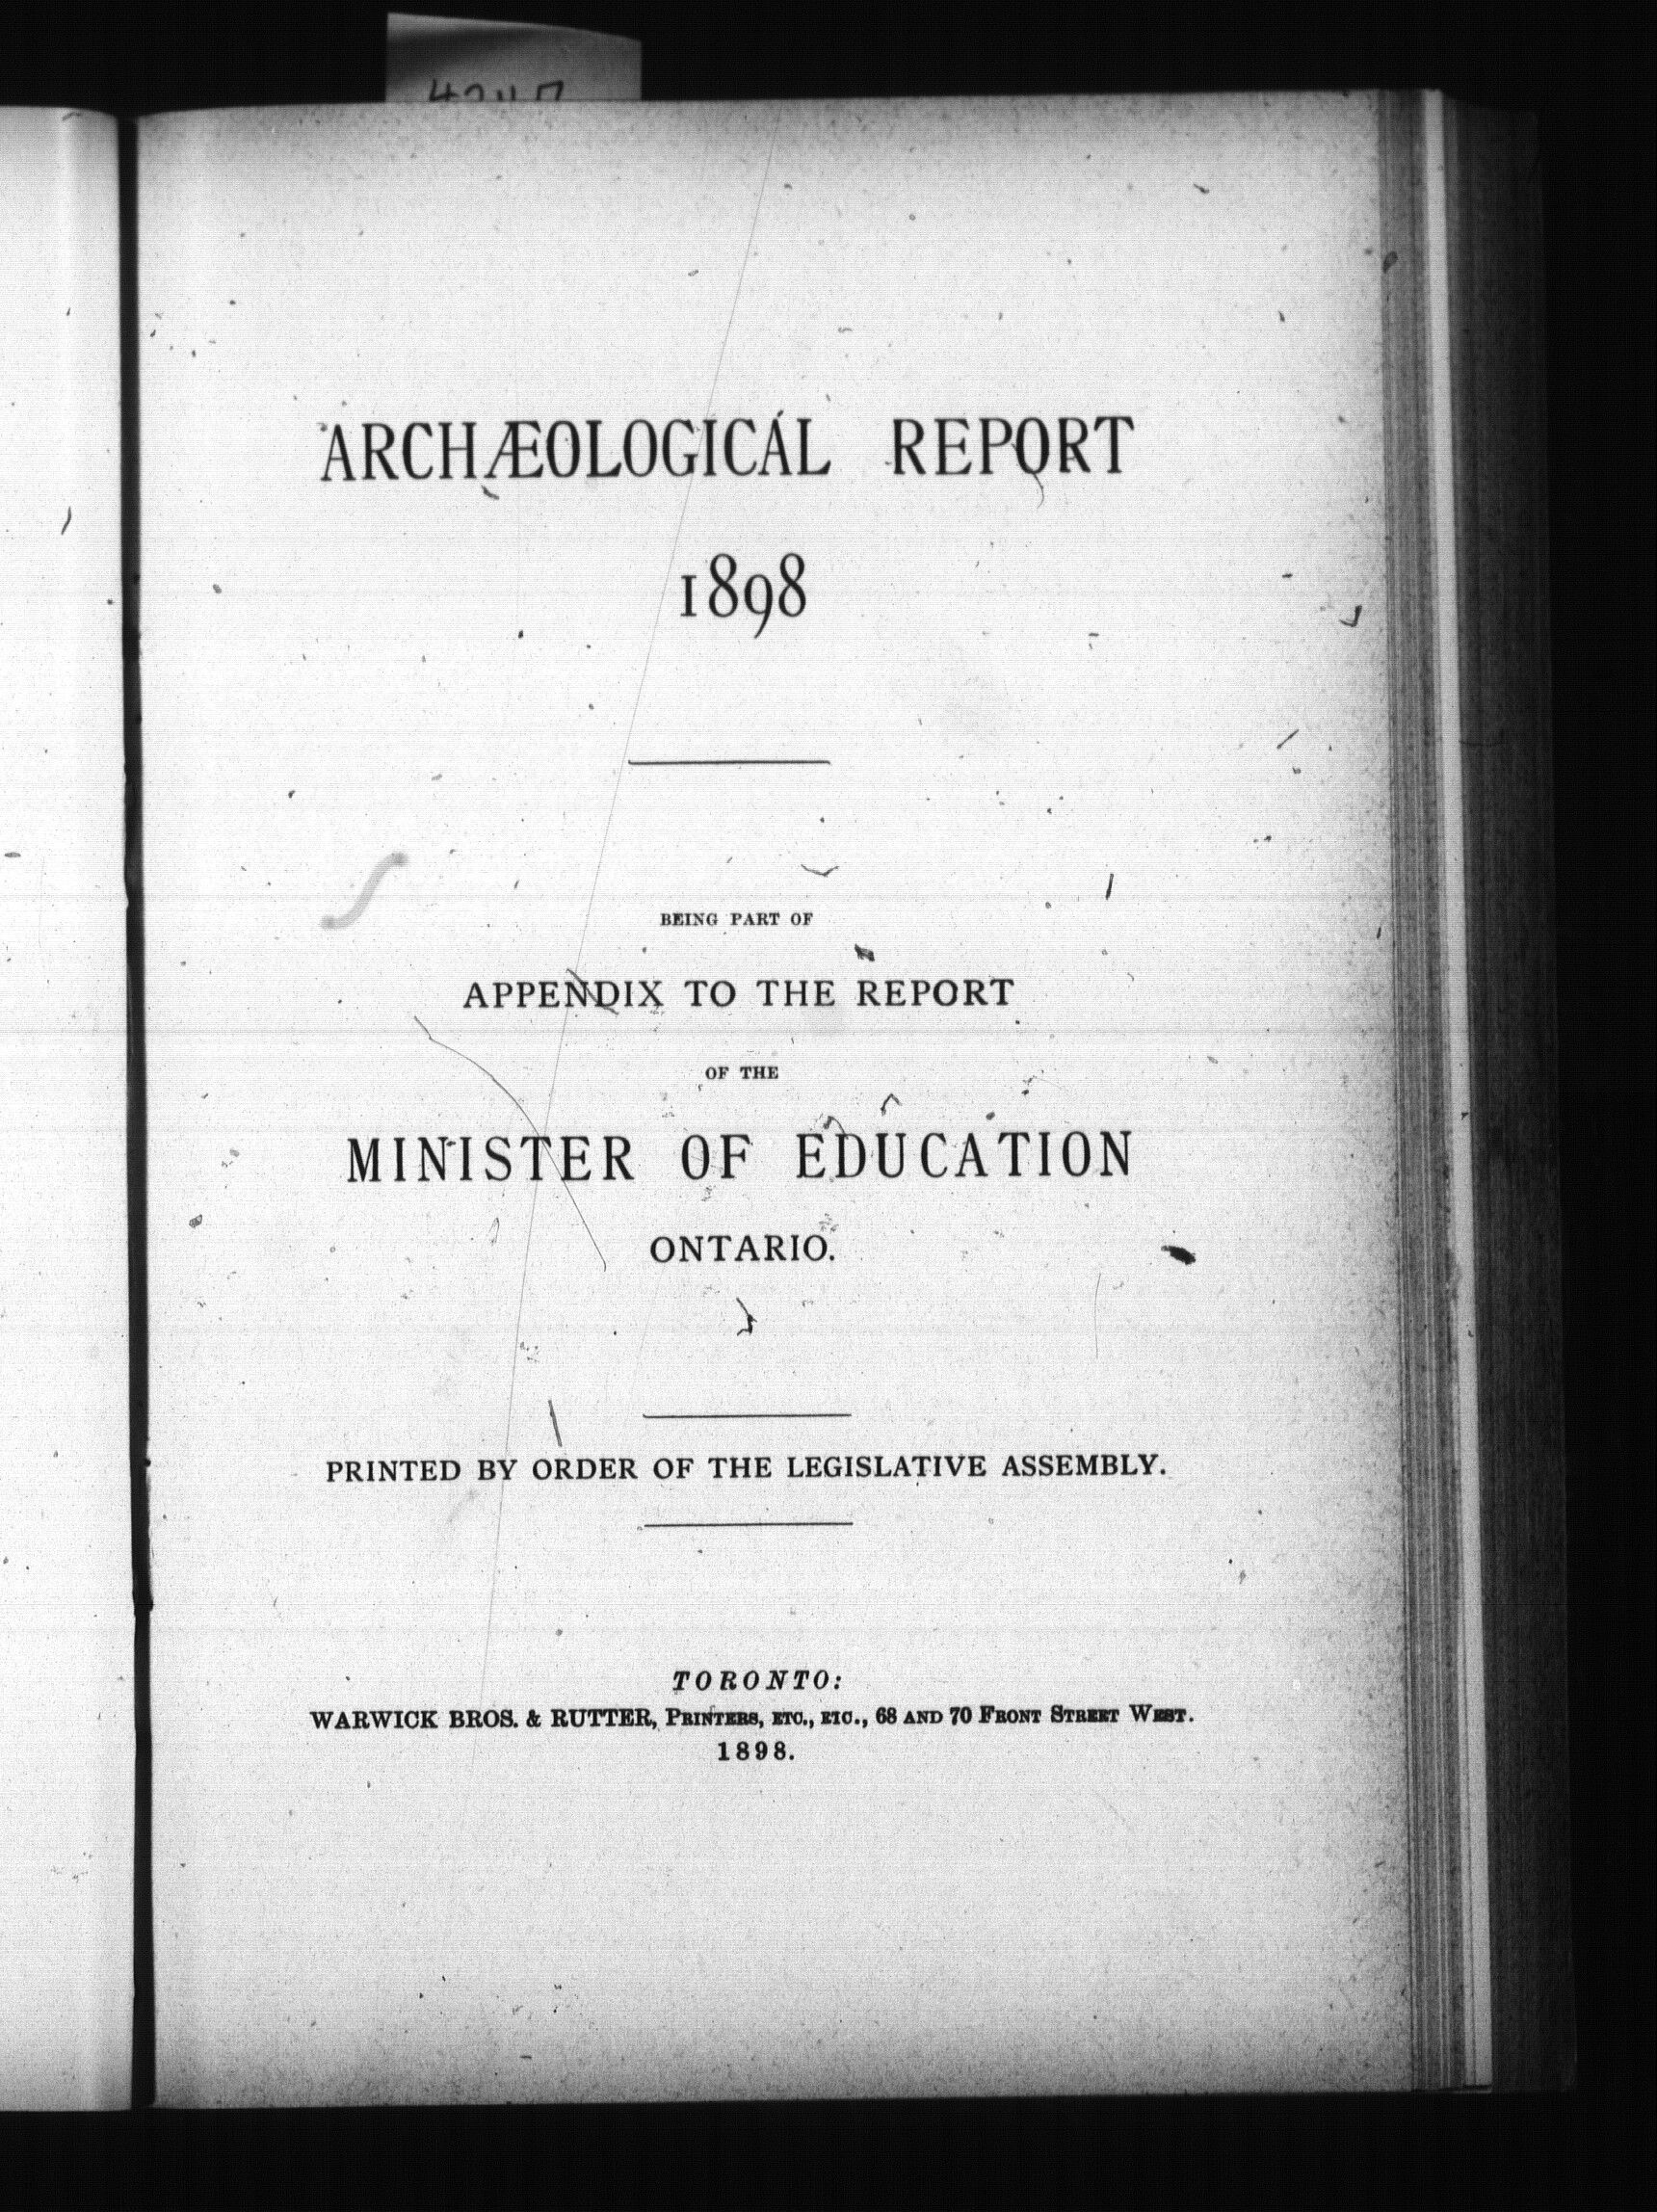 ARCHÆOLOGICAL REPORT
1898
BEING PART OF
APPENDIX TO THE REPORT
OF THE
MINISTER OF EDUCATION
ONTARIO.
PRINTED BY ORDER OF THE LEGISLATIVE ASSEMBLY.
TORONTO:
WARWICK BROS. & RUTTER, PRINTERS, ETC., ETC., 68 AND 70 FRONT STREET WEST.
1898.